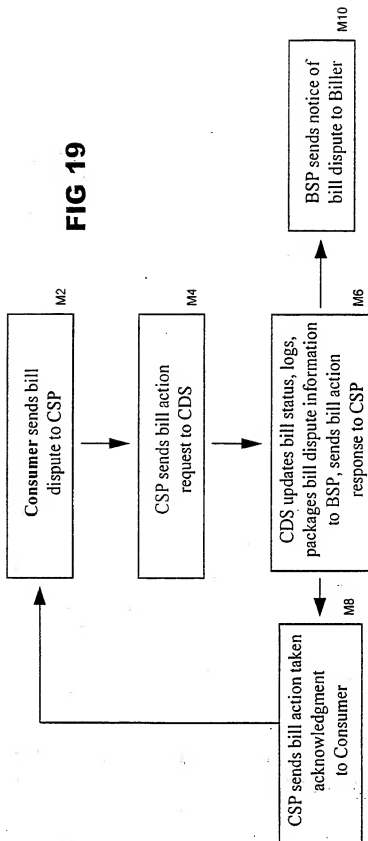 FIG 19
M2
Consumer sends bill
dispute to CSP
M4
CSP sends bill action
request to CDS
M6
CDS updates bill status, logs,
packages bill dispute information
to BSP, sends bill action
response to CSP
M8
CSP sends bill action taken
acknowledgment
to Consumer
M10
BSP sends notice of
bill dispute to Biller